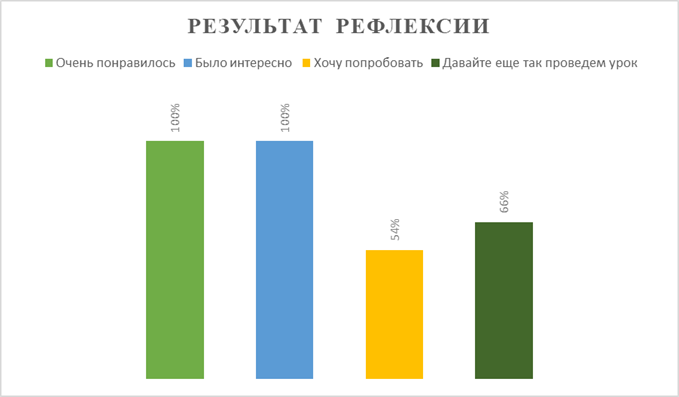 РЕЗУЛЬТАТ РЕФЛЕКСИИ
Очень понравилось Было интересно Хочу попробовать Давайте еще так проведем урок
100% 100% 54% 66%